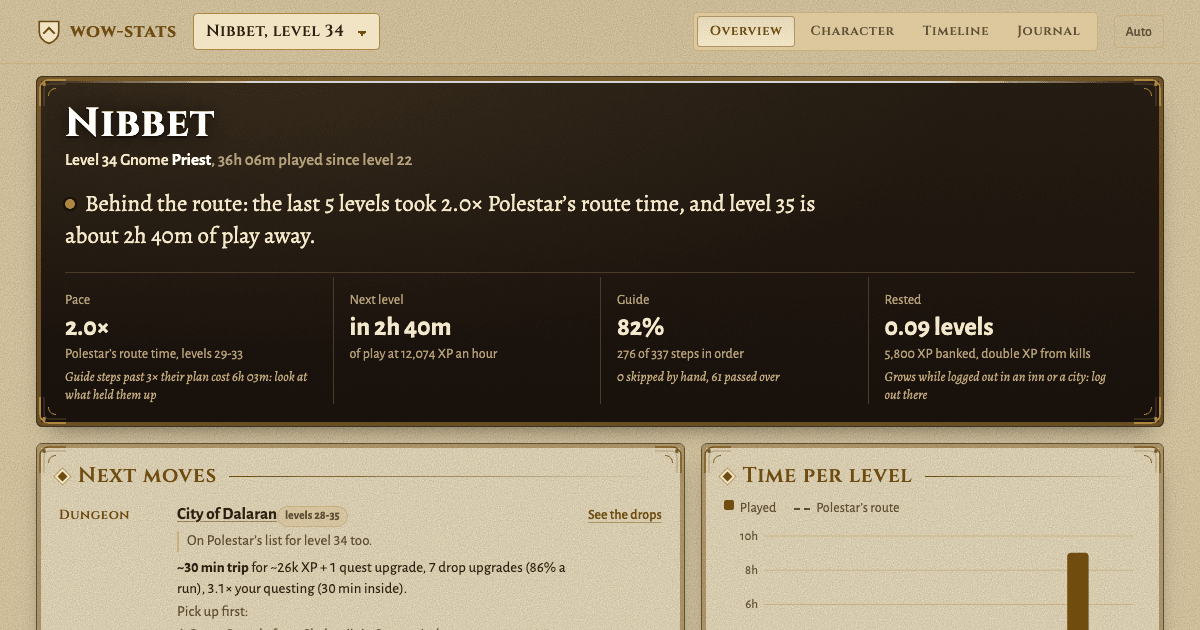 WOW-STATS
Nibbet, level 34
Overview
Character
Timeline
Journal
Auto
Nibbet
Level 34 Gnome Priest, 36h 06m played since level 22
Behind the route: the last 5 levels took 2.0× Polestar's route time, and level 35 is
about 2h 40m of play away.
Pace
2.0×
Polestar's route time, levels 29-33
Guide steps past 3× their plan cost 6h 03m: look at
what held them up
Next level
in 2h 40m
of play at 12,074 XP an hour
Guide
82%
276 of 337 steps in order
0 skipped by hand, 61 passed over
Rested
0.09 levels
5,800 XP banked, double XP from kills
Grows while logged out in an inn or a city: log
out there
Next moves
Dungeon
City of Dalaran levels 28-35
See the drops
On Polestar's list for level 34 too.
~30 min trip for ~26k XP + 1 quest upgrade, 7 drop upgrades (86% a
run), 3.1× your questing (30 min inside).
Pick up first:
Time per level
Played
Polestar's route
10h
8h
6h